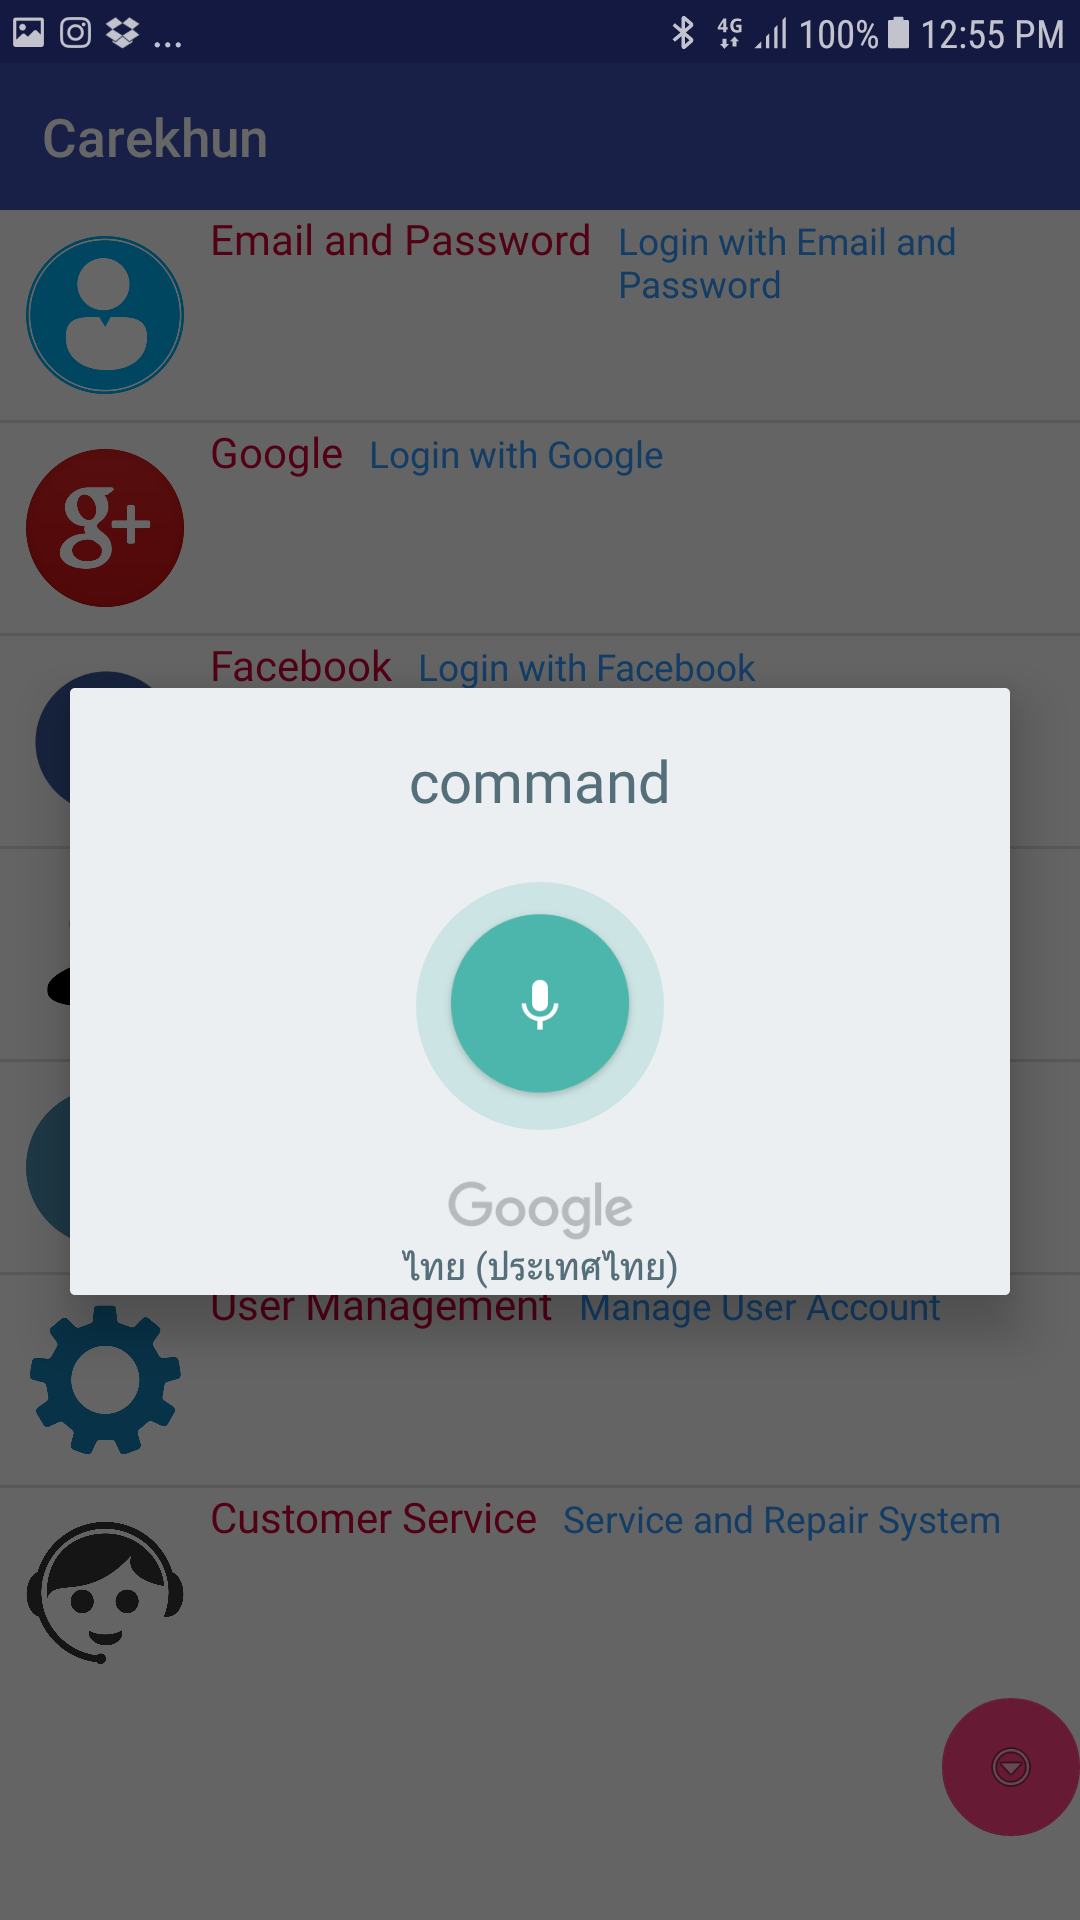 ... 4G 100% 12:55 PM
Carekhun
Email and Password Login with Email and
Password
g+
Google Login with Google
Facebook Login with Facebook
command
Google
ไทย (ประเทศไทย)
User Management Manage User Account
Customer Service Service and Repair System